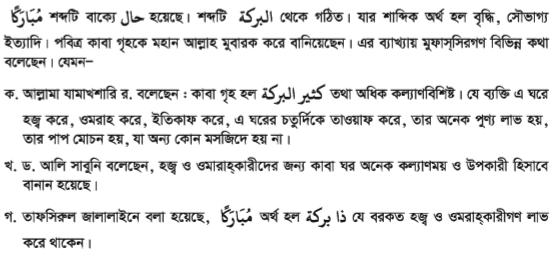 مُبَارَكًا শব্দটি বাক্যে حال হয়েছে। শব্দটি البركة থেকে গঠিত। যার শাব্দিক অর্থ হল বৃদ্ধি, সৌভাগ্য
ইত্যাদি। পবিত্র কাবা গৃহকে মহান আল্লাহ মুবারক করে বানিয়েছেন। এর ব্যাখ্যায় মুফাস্সিরগণ বিভিন্ন কথা
বলেছেন। যেমন–
ক. আল্লামা যামাখশারি র. বলেছেন : কাবা গৃহ হল كثير البركة তথা অধিক কল্যাণবিশিষ্ট। যে ব্যক্তি এ ঘরে
হজ্ব করে, ওমরাহ করে, ইতিকাফ করে, এ ঘরের চতুর্দিকে তাওয়াফ করে, তার অনেক পুণ্য লাভ হয়,
তার পাপ মোচন হয়, যা অন্য কোন মসজিদে হয় না।
খ. ড. আলি সাবুনি বলেছেন, হজ্ব ও ওমারাহ্কারীদের জন্য কাবা ঘর অনেক কল্যাণময় ও উপকারী হিসাবে
বানান হয়েছে।
গ. তাফসিরুল জালালাইনে বলা হয়েছে, مُبَارَكًا অর্থ হল ذا بركة যে বরকত হজ্ব ও ওমরাহ্কারীগণ লাভ
করে থাকেন।